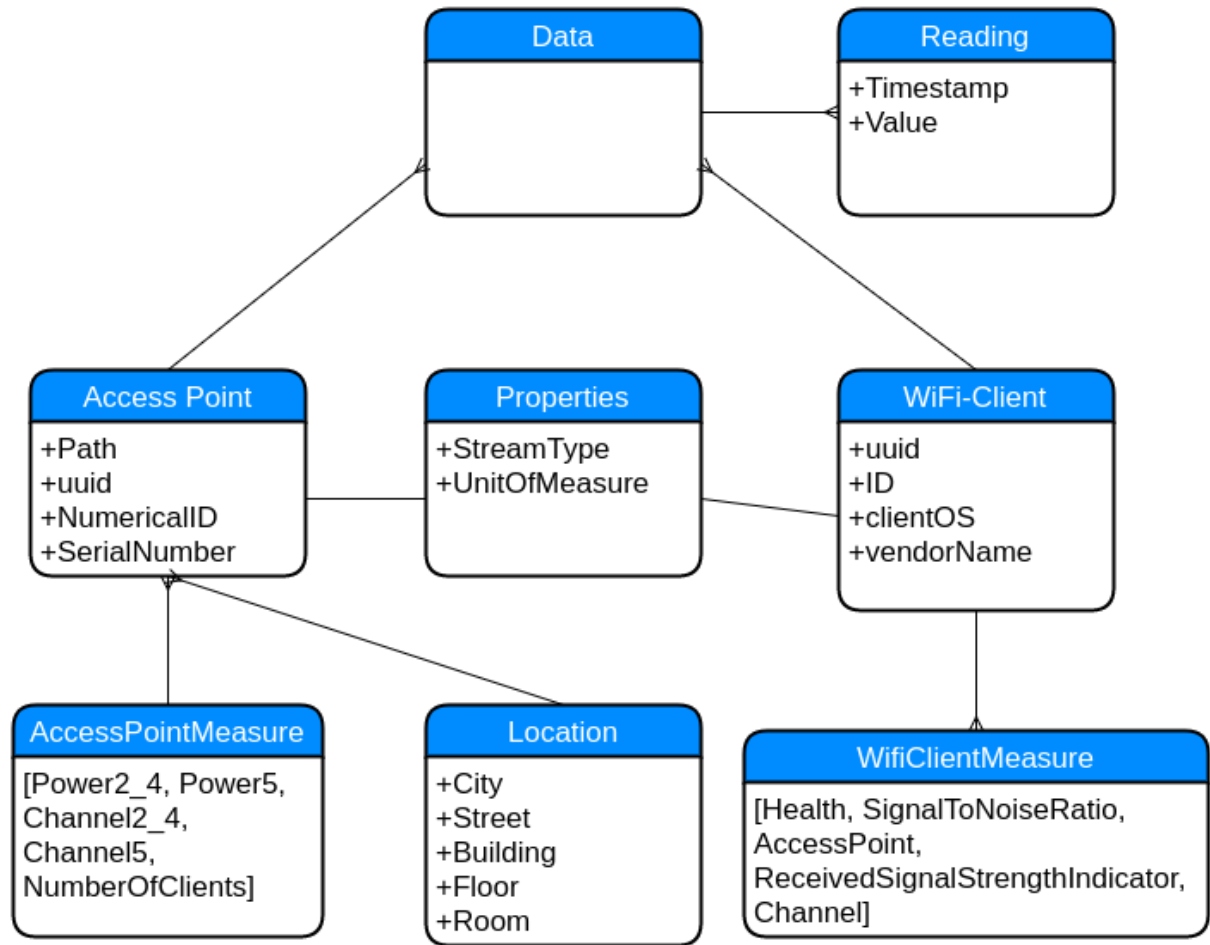 Data
Reading
+Timestamp
+Value
Access Point
+Path
+uuid
+NumericalID
+SerialNumber
Properties
+StreamType
+UnitOfMeasure
WiFi-Client
+uuid
+ID
+clientOS
+vendorName
AccessPointMeasure
[Power2_4, Power5,
Channel2_4,
Channel5,
NumberOfClients]
Location
+City
+Street
+Building
+Floor
+Room
WifiClientMeasure
[Health, SignalToNoiseRatio,
AccessPoint,
ReceivedSignalStrengthIndicator,
Channel]